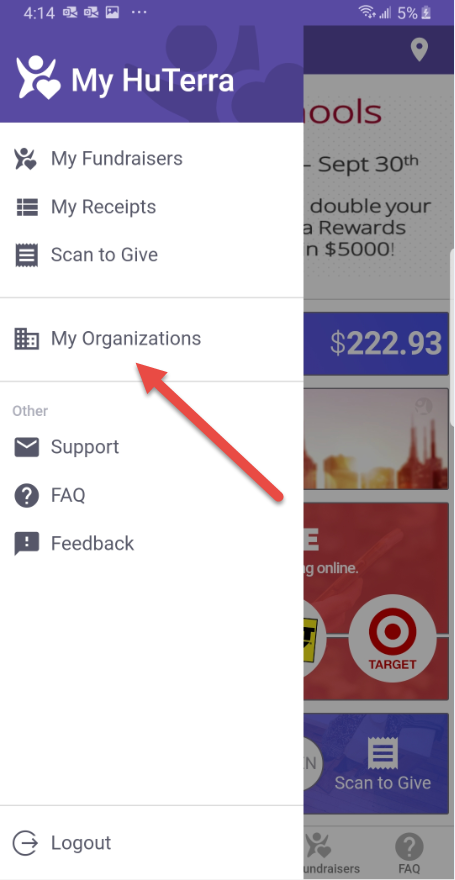 4:14
5%
My HuTerra
ools
My Fundraisers
- Sept 30th
My Receipts
double your
a Rewards
n $5000!
Scan to Give
My Organizations
$222.93
Other
Support
FAQ
E
g online.
Feedback
TARGET
N
Scan to Give
Logout
undraisers
FAQ